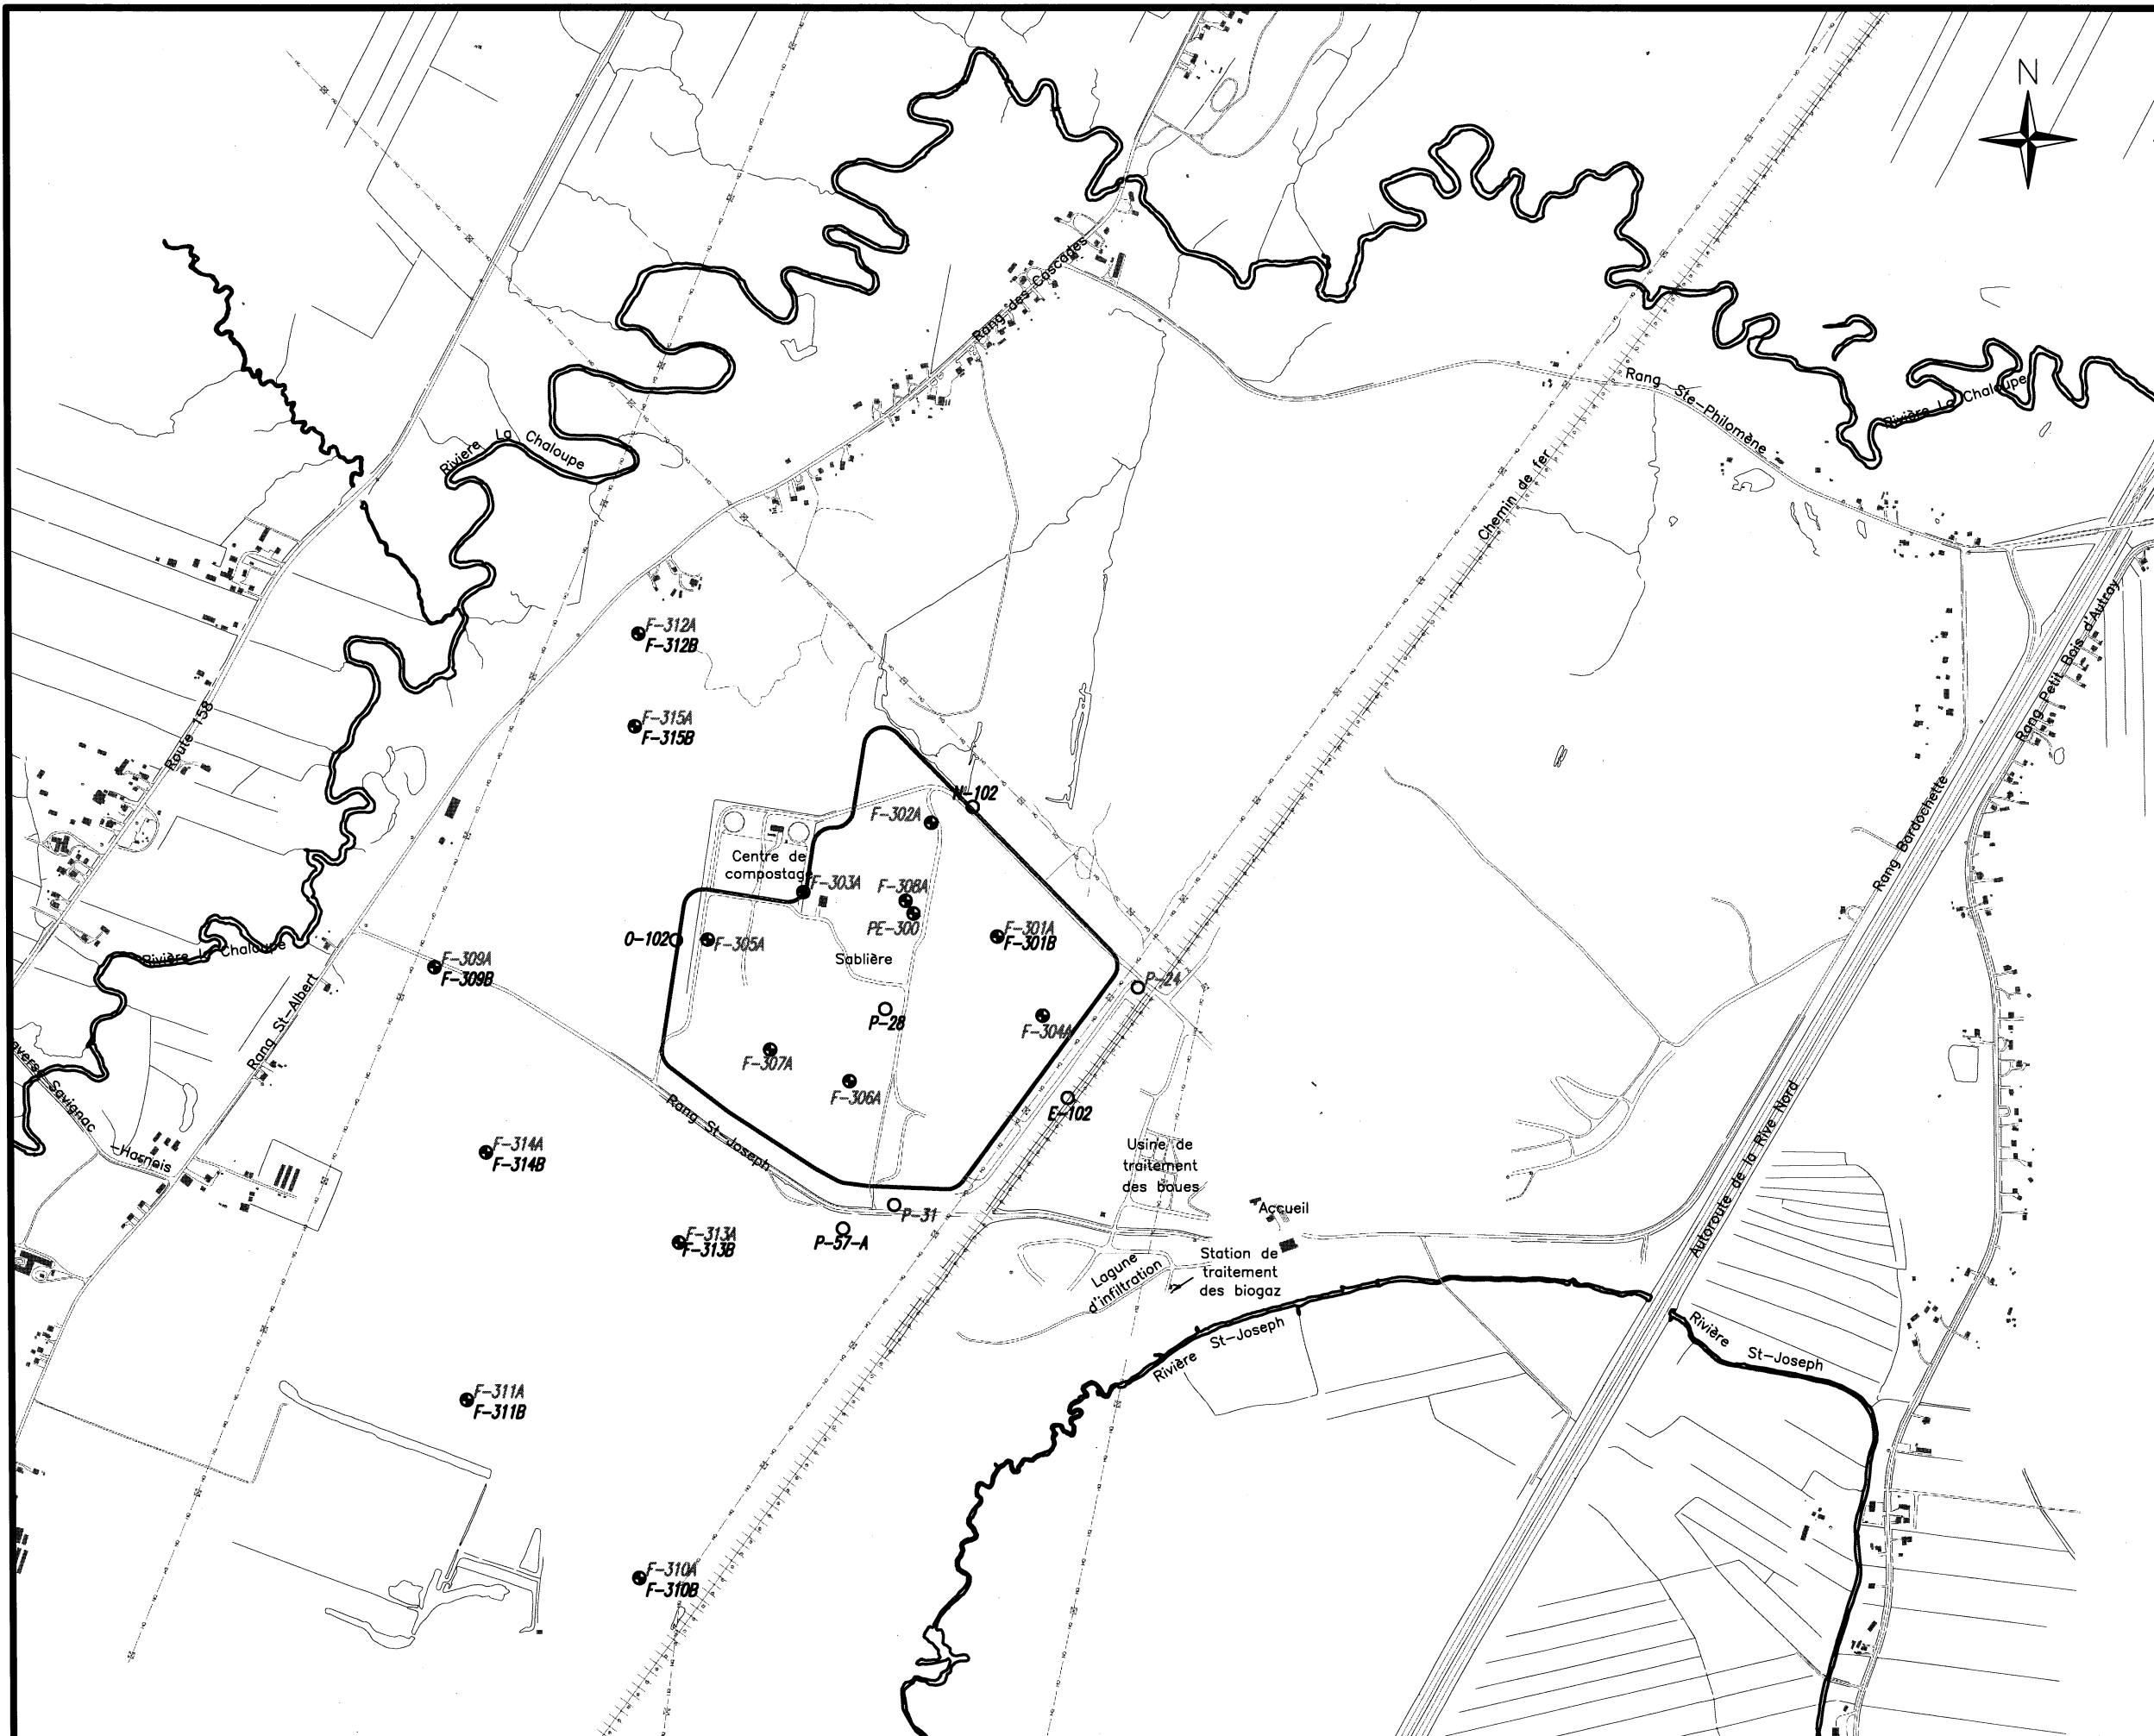 N
Rang des Cascades
Rivière La Chaloupe
Rang Ste-Philomène
Rivière La Chaloupe
Chemin de fer
F-312A
F-312B
Rang Petit Bois d'Autray
F-315A
F-315B
Route 158
N-102
F-302A
Centre de
compostage
F-303A
F-308A
PE-300
Rang Bardochette
F-301A
F-301B
O-102
F-305A
Sablière
Rivière La Chaloupe
F-309A
F-309B
P-24
Rang St-Albert
P-28
F-304A
F-307A
F-306A
E-102
Savignac
-Harnois
Rang St-Joseph
Usine de
traitement
des boues
F-314A
F-314B
Autoroute de la Rive Nord
Accueil
P-31
P-57-A
F-313A
F-313B
Station de
traitement
des biogaz
Lagune
d'infiltration
Rivière St-Joseph
Rivière St-Joseph
F-311A
F-311B
F-310A
F-310B